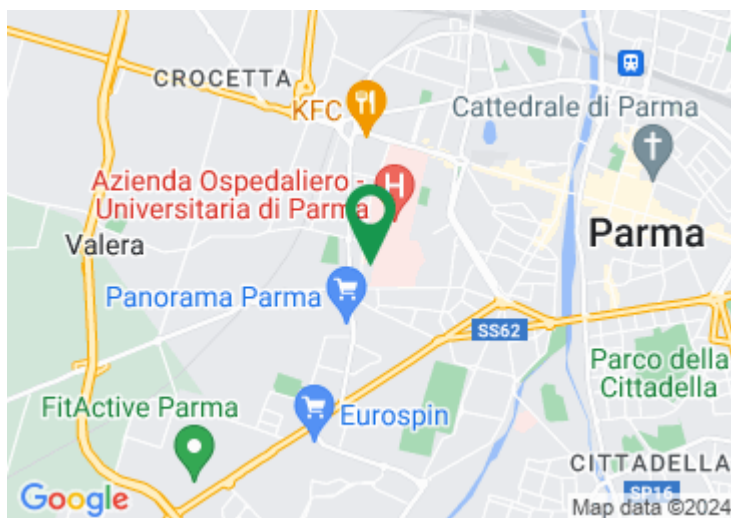 CROCETTA
KFC
Cattedrale di Parma
Azienda Ospedaliero -
Universitaria di Parma
Valera
Parma
Panorama Parma
SS62
Parco della
Cittadella
FitActive Parma
Eurospin
CITTADELLA
SP16
Google
Map data ©2024